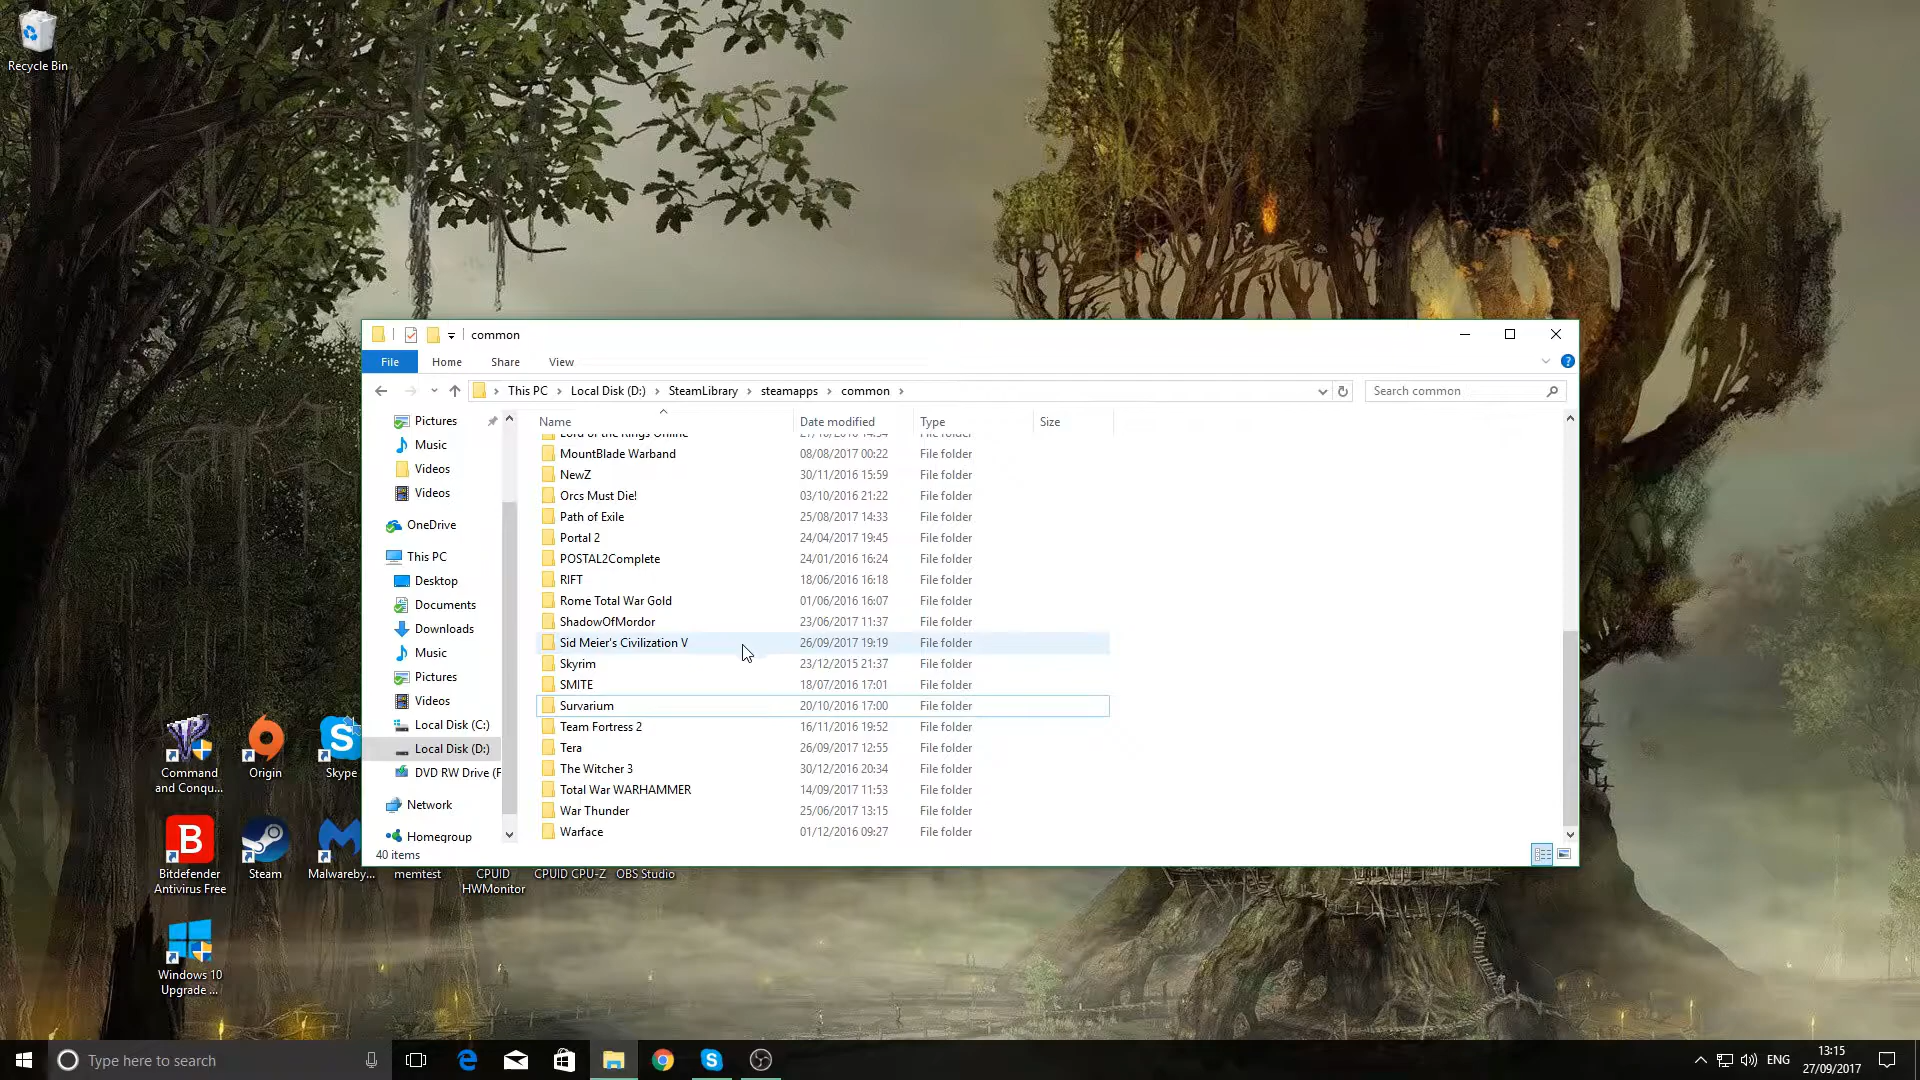 Recycle Bin
common
File Home Share View
This PC Local Disk (D:) SteamLibrary steamapps common
Search common
Name Date modified Type Size
Pictures
Music
Videos
Videos
OneDrive
This PC
Desktop
Documents
Downloads
Music
Pictures
Videos
Local Disk (C:)
Local Disk (D:)
DVD RW Drive (F
Network
Homegroup
Lord of the Rings Online File folder
MountBlade Warband 08/08/2017 00:22 File folder
NewZ 30/11/2016 15:59 File folder
Orcs Must Die! 03/10/2016 21:22 File folder
Path of Exile 25/08/2017 14:33 File folder
Portal 2 24/04/2017 19:45 File folder
POSTAL2Complete 24/01/2016 16:24 File folder
RIFT 18/06/2016 16:18 File folder
Rome Total War Gold 01/06/2016 16:07 File folder
ShadowOfMordor 23/06/2017 11:37 File folder
Sid Meier's Civilization V 26/09/2017 19:19 File folder
Skyrim 23/12/2015 21:37 File folder
SMITE 18/07/2016 17:01 File folder
Survarium 20/10/2016 17:00 File folder
Team Fortress 2 16/11/2016 19:52 File folder
Tera 26/09/2017 12:55 File folder
The Witcher 3 30/12/2016 20:34 File folder
Total War WARHAMMER 14/09/2017 11:53 File folder
War Thunder 25/06/2017 13:15 File folder
Warface 01/12/2016 09:27 File folder
40 items
Command
and Conqu...
Origin
Skype
Bitdefender
Antivirus Free
Steam
Malwareby...
memtest
CPUID
HWMonitor
CPUID CPU-Z
OBS Studio
Windows 10
Upgrade ...
Type here to search
ENG
13:15
27/09/2017